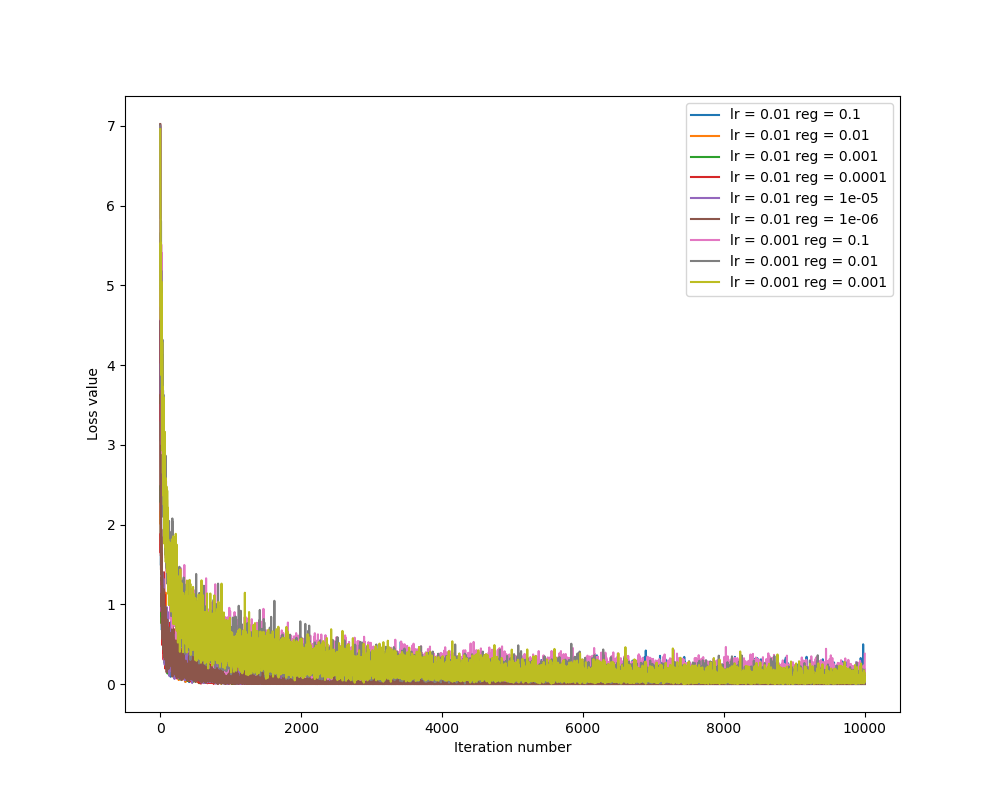 lr = 0.01 reg = 0.1
lr = 0.01 reg = 0.01
lr = 0.01 reg = 0.001
lr = 0.01 reg = 0.0001
lr = 0.01 reg = 1e-05
lr = 0.01 reg = 1e-06
lr = 0.001 reg = 0.1
lr = 0.001 reg = 0.01
lr = 0.001 reg = 0.001
7
6
5
4
3
2
1
0
Loss value
0 2000 4000 6000 8000 10000
Iteration number